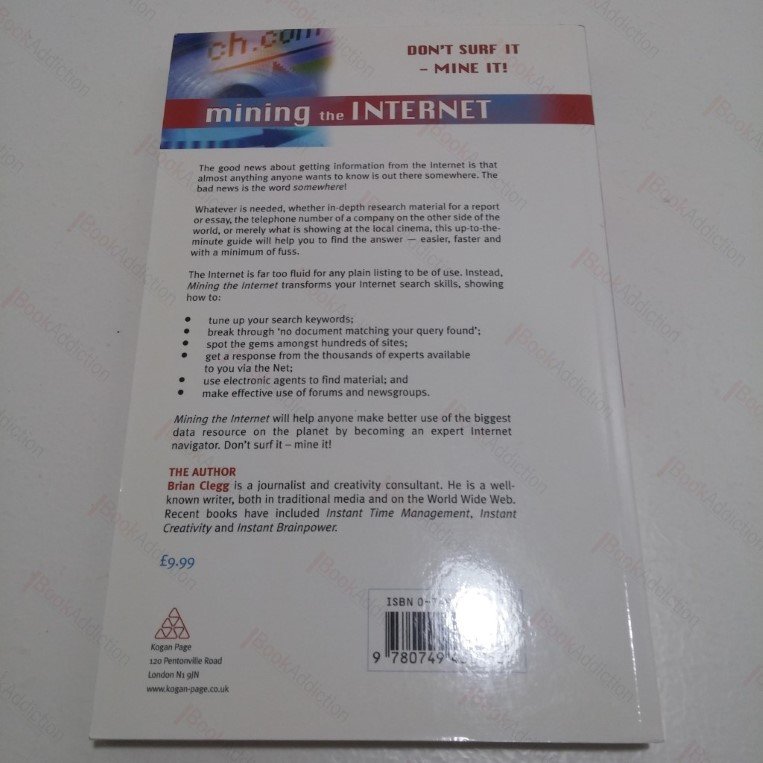 ch.com
DON'T SURF IT
– MINE IT!
mining the INTERNET
The good news about getting information from the Internet is that
almost anything anyone wants to know is out there somewhere. The
bad news is the word somewhere!
Whatever is needed, whether in-depth research material for a report
or essay, the telephone number of a company on the other side of the
world, or merely what is showing at the local cinema, this up-to-the-
minute guide will help you to find the answer — easier, faster and
with a minimum of fuss.
The Internet is far too fluid for any plain listing to be of use. Instead,
Mining the Internet transforms your Internet search skills, showing
how to:
• tune up your search keywords;
• break through 'no document matching your query found';
• spot the gems amongst hundreds of sites;
• get a response from the thousands of experts available
to you via the Net;
• use electronic agents to find material; and
• make effective use of forums and newsgroups.
Mining the Internet will help anyone make better use of the biggest
data resource on the planet by becoming an expert Internet
navigator. Don't surf it – mine it!
THE AUTHOR
Brian Clegg is a journalist and creativity consultant. He is a well-
known writer, both in traditional media and on the World Wide Web.
Recent books have included Instant Time Management, Instant
Creativity and Instant Brainpower.
£9.99
ISBN 0-74
9 780749 4
Kogan Page
120 Pentonville Road
London N1 9JN
www.kogan-page.co.uk
BookAddiction